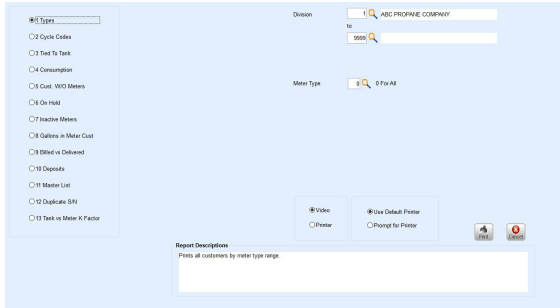 1 Types
2 Cycle Codes
3 Tied To Tank
4 Consumption
5 Cust. W/O Meters
6 On Hold
7 Inactive Meters
8 Gallons in Meter Cust
9 Billed vs Delivered
10 Deposits
11 Master List
12 Duplicate S/N
13 Tank vs Meter K Factor
Division 1 ABC PROPANE COMPANY
to
9999
Meter Type 0 0 For All
Video Use Default Printer
Printer Prompt for Printer
Print Cancel
Report Descriptions
Prints all customers by meter type range.